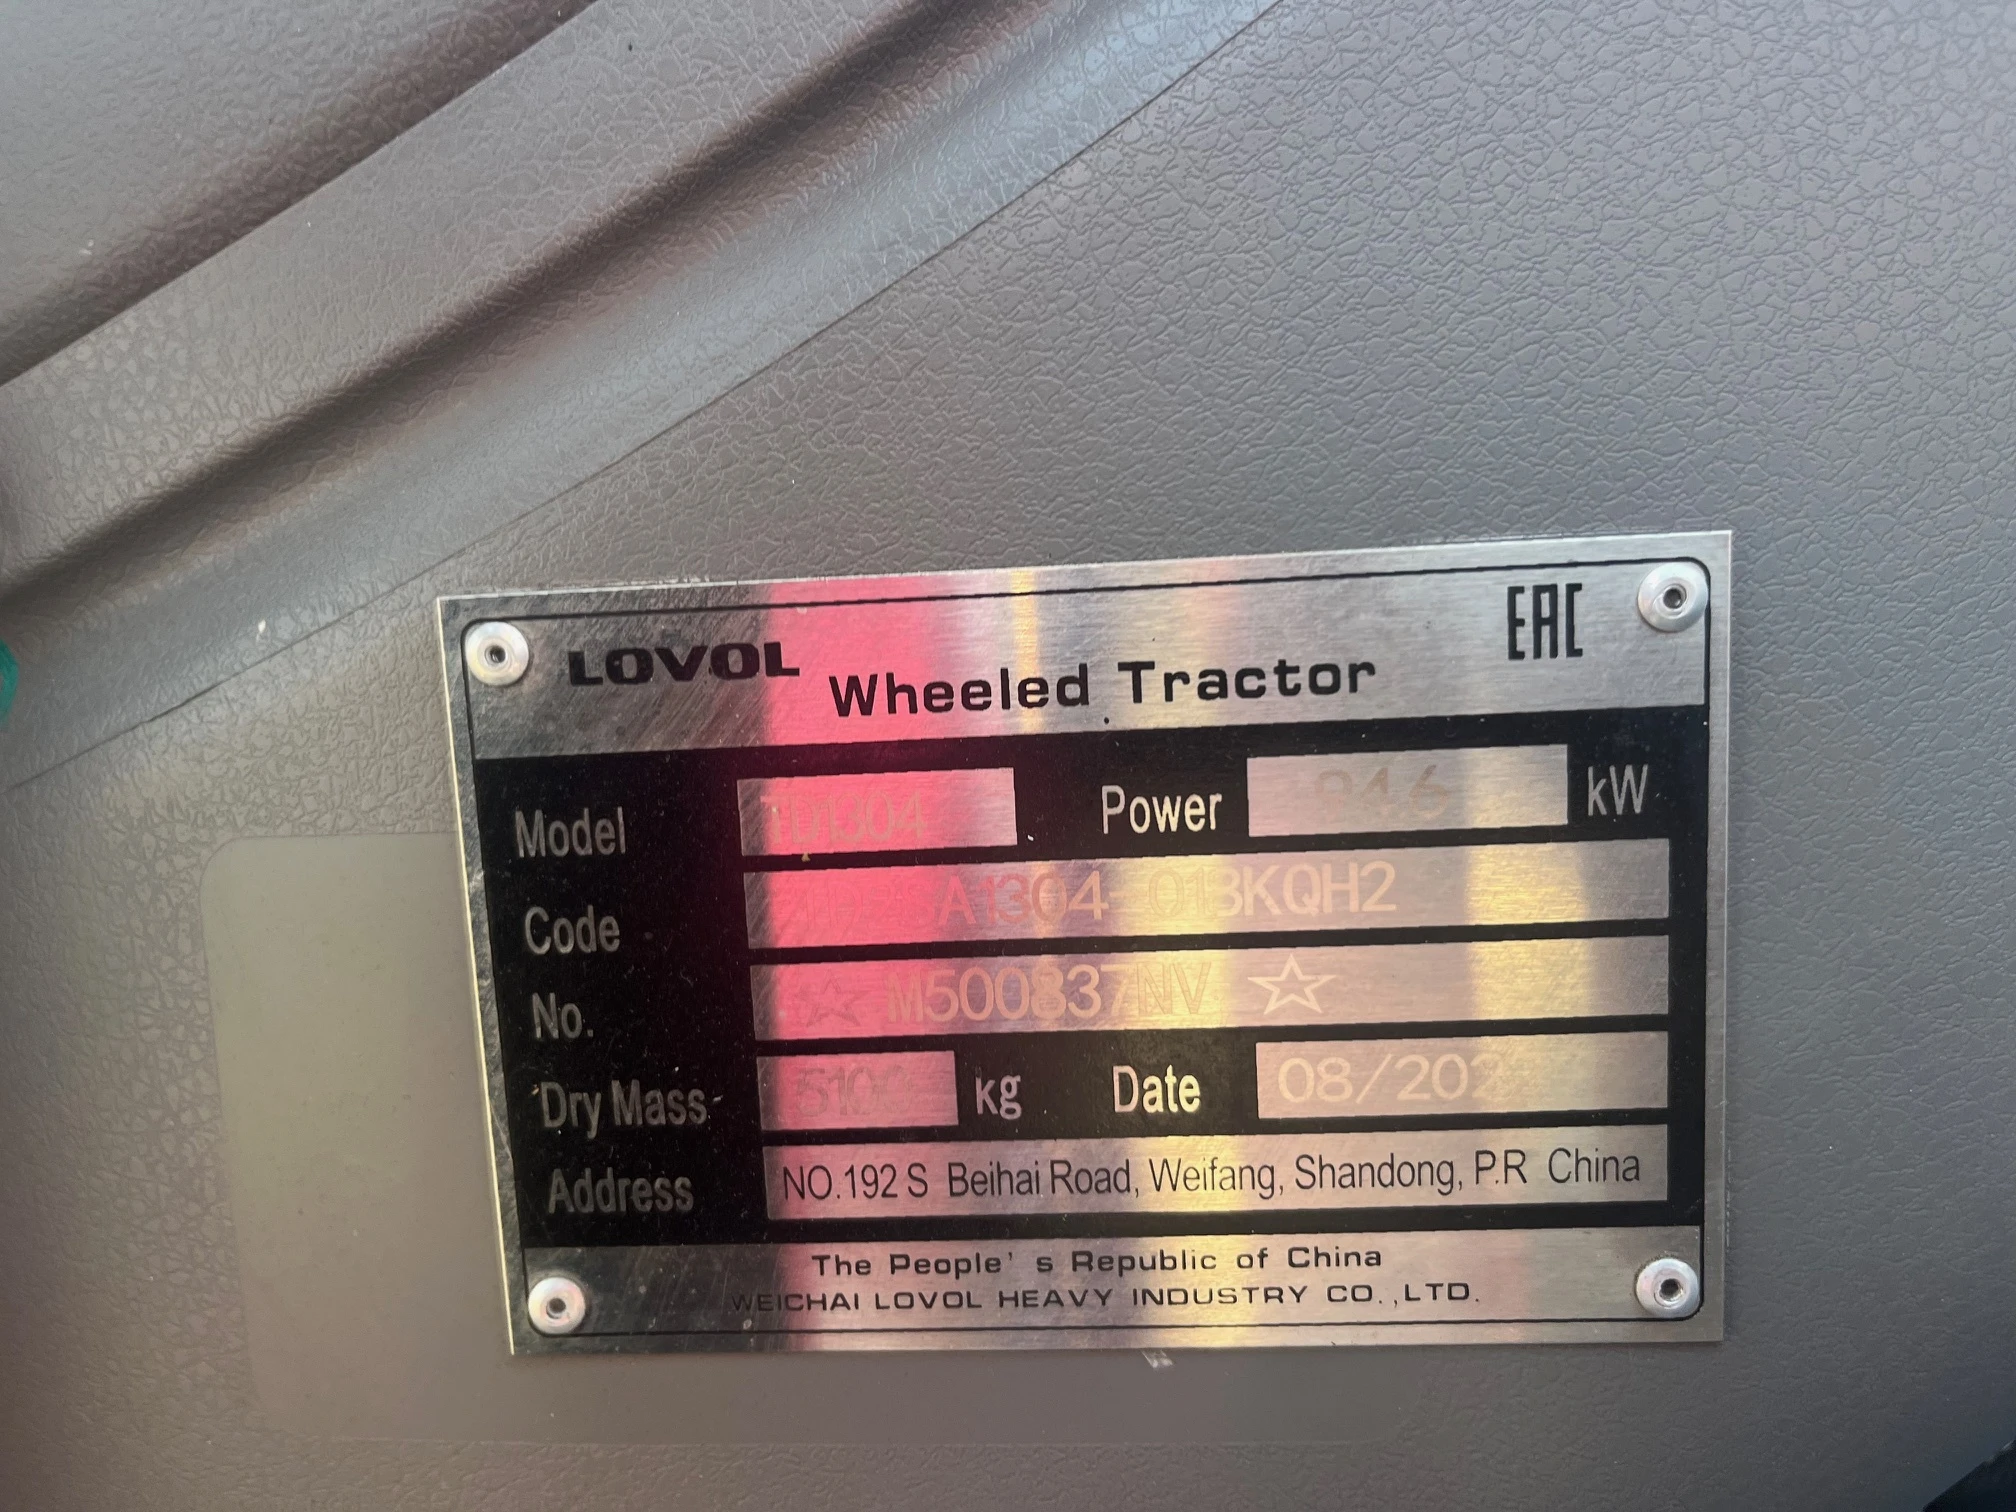 LOVOL Wheeled Tractor EAC
Model TD1304 Power kW
Code
No. ☆ M500837NV ☆
Dry Mass 5100 kg Date
Address NO.192 S Beihai Road, Weifang, Shandong, P.R China
The People' s Republic of China
WEICHAI LOVOL HEAVY INDUSTRY CO.,LTD.